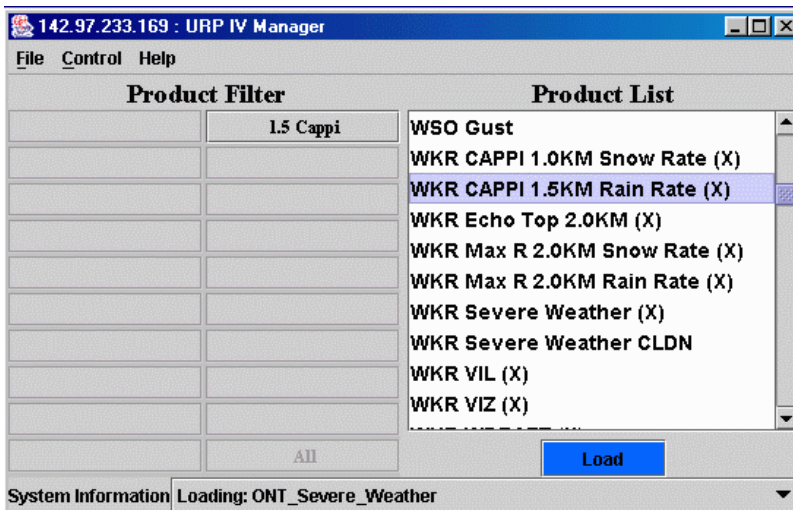 142.97.233.169 : URP IV Manager
File Control Help
Product Filter
1.5 Cappi
All
Product List
WSO Gust
WKR CAPPI 1.0KM Snow Rate (X)
WKR CAPPI 1.5KM Rain Rate (X)
WKR Echo Top 2.0KM (X)
WKR Max R 2.0KM Snow Rate (X)
WKR Max R 2.0KM Rain Rate (X)
WKR Severe Weather (X)
WKR Severe Weather CLDN
WKR VIL (X)
WKR VIZ (X)
Load
System Information Loading: ONT_Severe_Weather